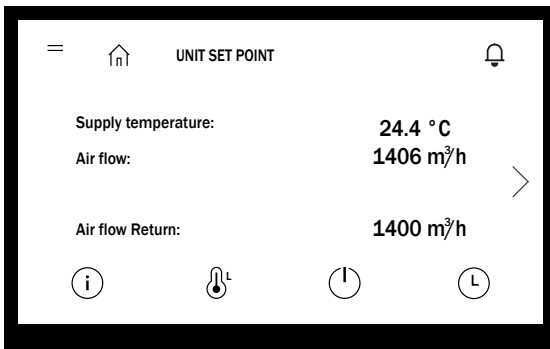 UNIT SET POINT
Supply temperature: 24.4 °C
Air flow: 1406 m³/h
Air flow Return: 1400 m³/h
i L L